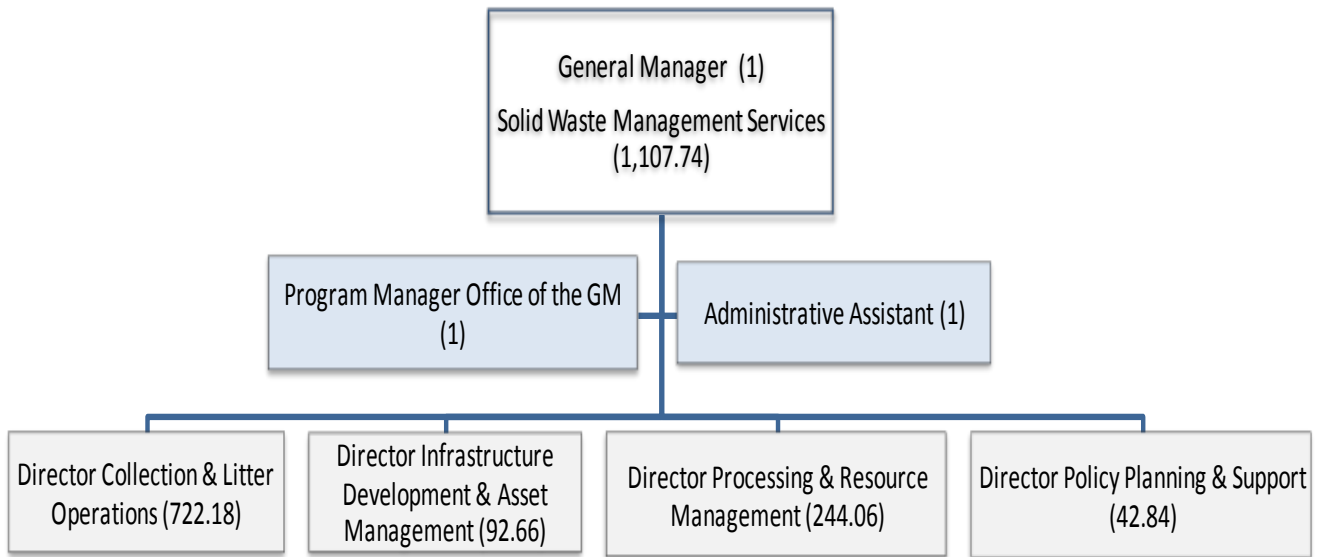 General Manager (1)
Solid Waste Management Services
(1,107.74)
Program Manager Office of the GM
(1)
Administrative Assistant (1)
Director Collection & Litter
Operations (722.18)
Director Infrastructure
Development & Asset
Management (92.66)
Director Processing & Resource
Management (244.06)
Director Policy Planning & Support
(42.84)